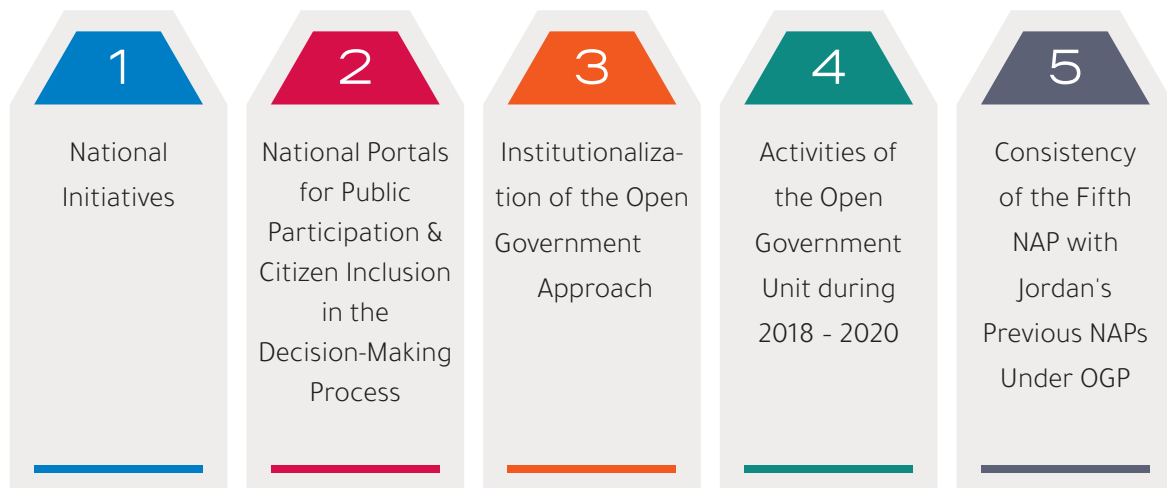 1
National
Initiatives
2
National Portals
for Public
Participation &
Citizen Inclusion
in the
Decision-Making
Process
3
Institutionaliza-
tion of the Open
Government
Approach
4
Activities of
the Open
Government
Unit during
2018 - 2020
5
Consistency
of the Fifth
NAP with
Jordan's
Previous NAPs
Under OGP